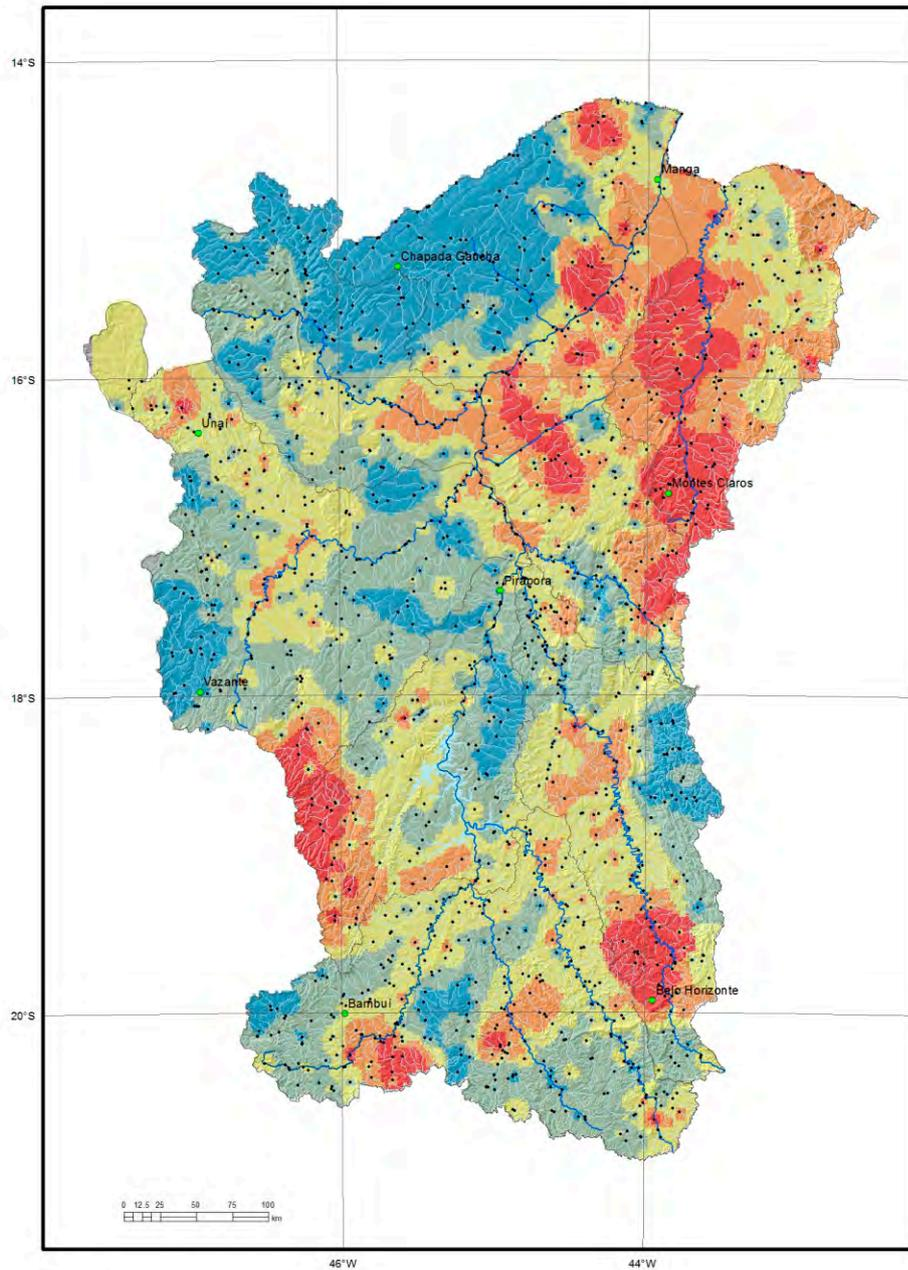 14°S
Manga
Chapada Gaucha
16°S
Unaí
Montes Claros
Pirapora
Vazante
18°S
Belo Horizonte
Bambuí
20°S
0 12.5 25 50 75 100
km
46°W
44°W